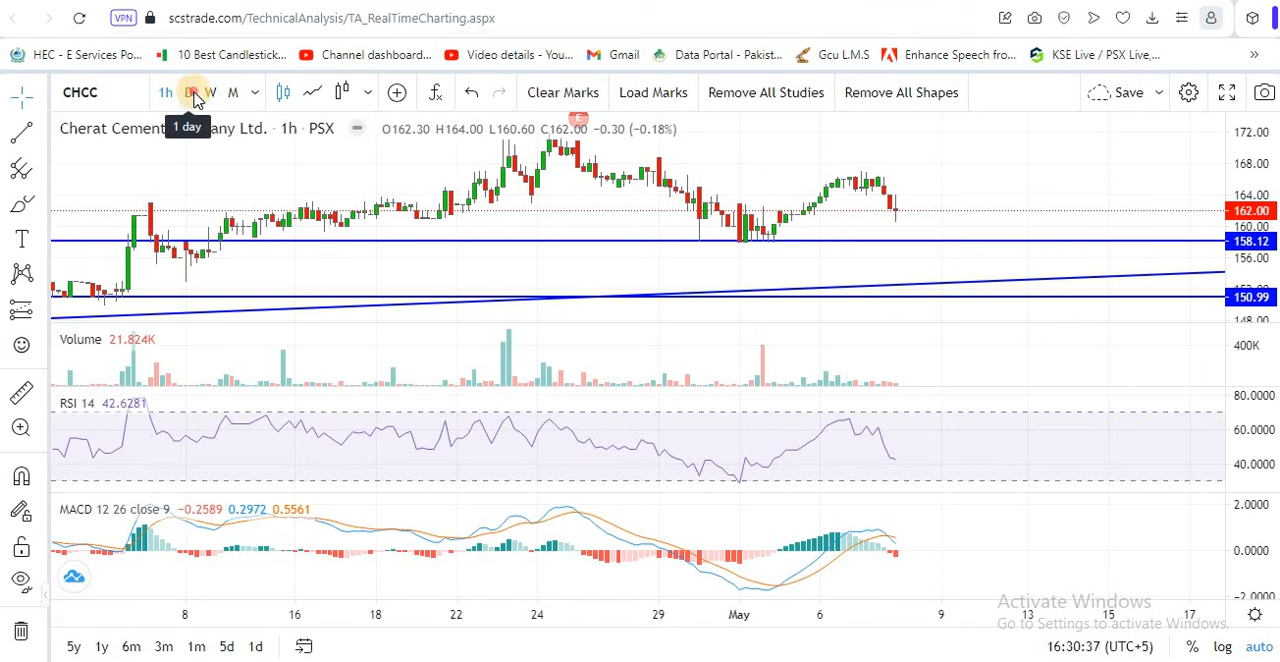 VPN scstrade.com/TechnicalAnalysis/TA_RealTimeCharting.aspx
HEC - E Services Po... 10 Best Candlestick... Channel dashboard... Video details - You... Gmail Data Portal - Pakist... Gcu L.M.S Enhance Speech fro... KSE Live / PSX Live,... »
CHCC 1h D W M Clear Marks Load Marks Remove All Studies Remove All Shapes Save
1 day
Cherat Cement any Ltd. · 1h · PSX O162.30 H164.00 L160.60 C162.00 −0.30 (−0.18%)
E
172.00
168.00
164.00
162.00
160.00
158.12
156.00
150.99
148.00
Volume 21.824K
400K
RSI 14 42.6281
80.0000
60.0000
40.0000
MACD 12 26 close 9 −0.2589 0.2972 0.5561
2.0000
0.0000
−2.0000
8 16 18 22 24 29 May 6 9 13 15 17
Activate Windows
Go to Settings to activate Windows.
5y 1y 6m 3m 1m 5d 1d 16:30:37 (UTC+5) % log auto